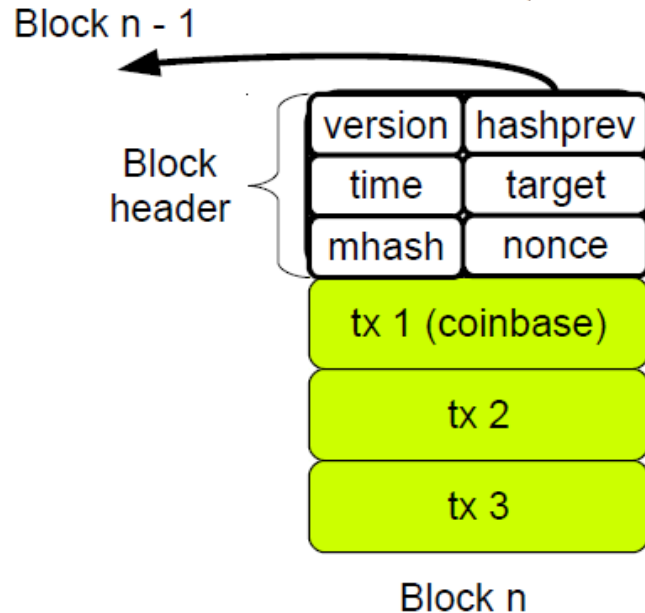 Block n - 1
Block
header
version hashprev
time target
mhash nonce
tx 1 (coinbase)
tx 2
tx 3
Block n